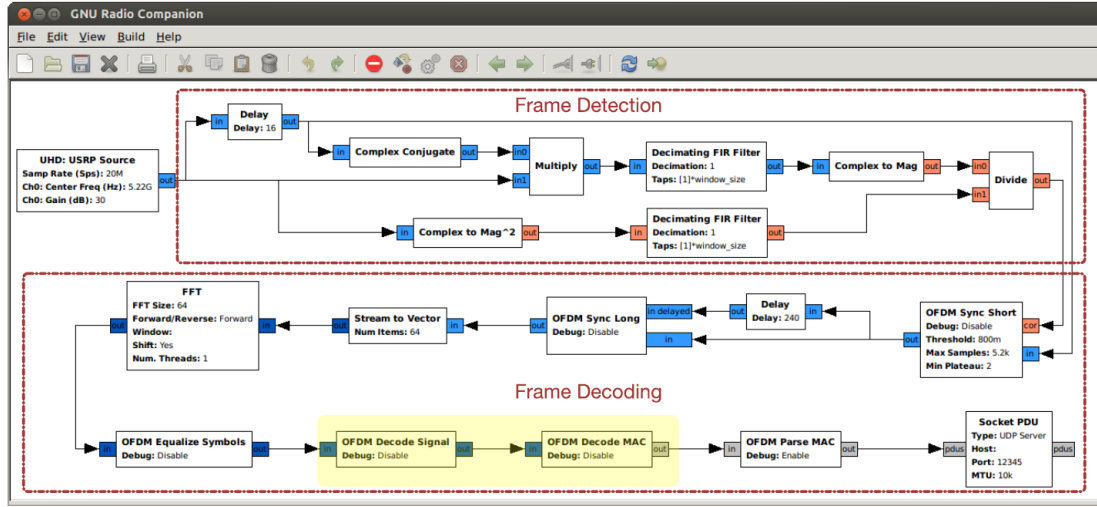 GNU Radio Companion
File Edit View Build Help
Frame Detection
UHD: USRP Source
Samp Rate (Sps): 20M
Ch0: Center Freq (Hz): 5.22G
Ch0: Gain (dB): 30
out
in
Delay
Delay: 16
out
in
Complex Conjugate
out
in0
in1
Multiply
out
in
Decimating FIR Filter
Decimation: 1
Taps: [1]*window_size
out
in
Complex to Mag
out
in0
in1
Divide
out
in
Complex to Mag^2
out
in
Decimating FIR Filter
Decimation: 1
Taps: [1]*window_size
out
Frame Decoding
OFDM Sync Short
Debug: Disable
Threshold: 800m
Max Samples: 5.2k
Min Plateau: 2
cor
in
out
in
Delay
Delay: 240
out
in delayed
in
OFDM Sync Long
Debug: Disable
out
in
Stream to Vector
Num Items: 64
out
in
FFT
FFT Size: 64
Forward/Reverse: Forward
Window:
Shift: Yes
Num. Threads: 1
out
in
OFDM Equalize Symbols
Debug: Disable
out
in
OFDM Decode Signal
Debug: Disable
out
in
OFDM Decode MAC
Debug: Disable
out
in
OFDM Parse MAC
Debug: Enable
out
pdus
Socket PDU
Type: UDP Server
Host:
Port: 12345
MTU: 10k
pdus